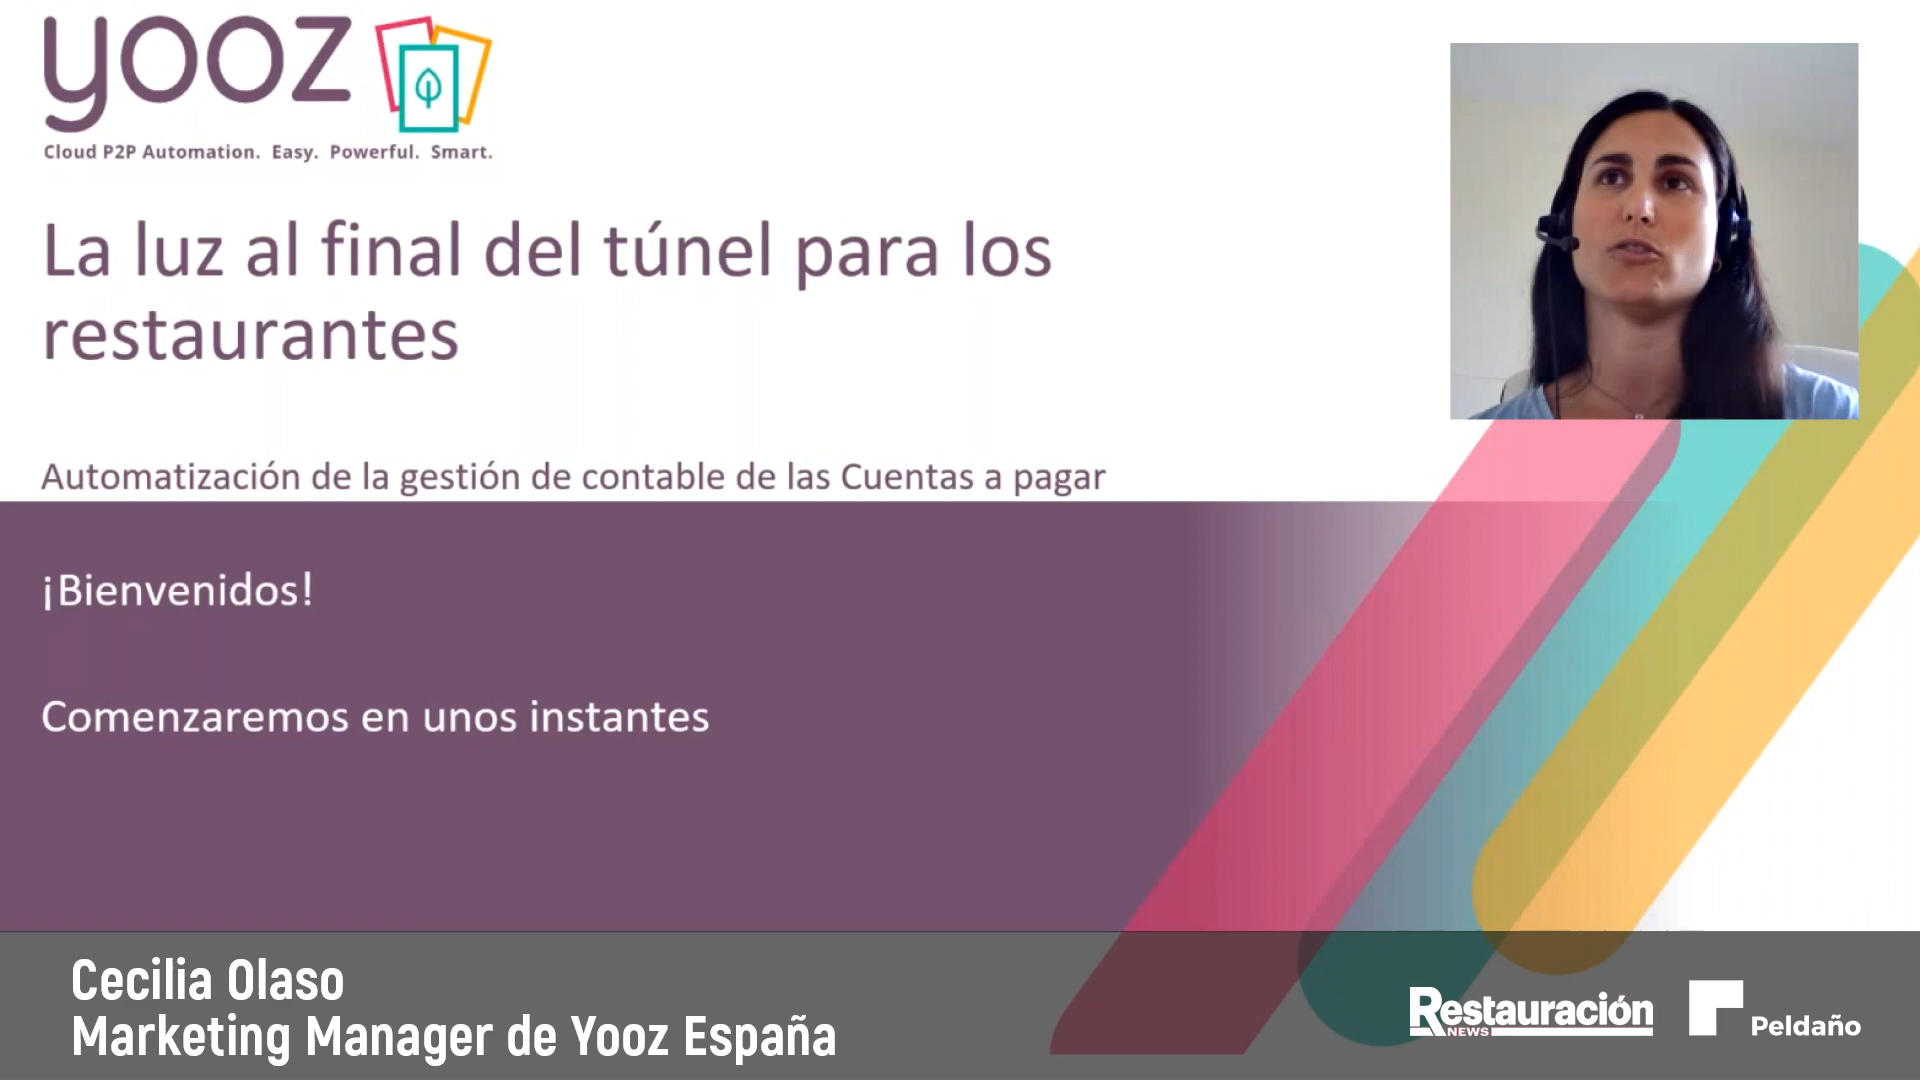 yooz
Cloud P2P Automation. Easy. Powerful. Smart.
La luz al final del túnel para los
restaurantes
Automatización de la gestión de contable de las Cuentas a pagar
¡Bienvenidos!
Comenzaremos en unos instantes
Cecilia Olaso
Marketing Manager de Yooz España
Restauración
NEWS
Peldaño